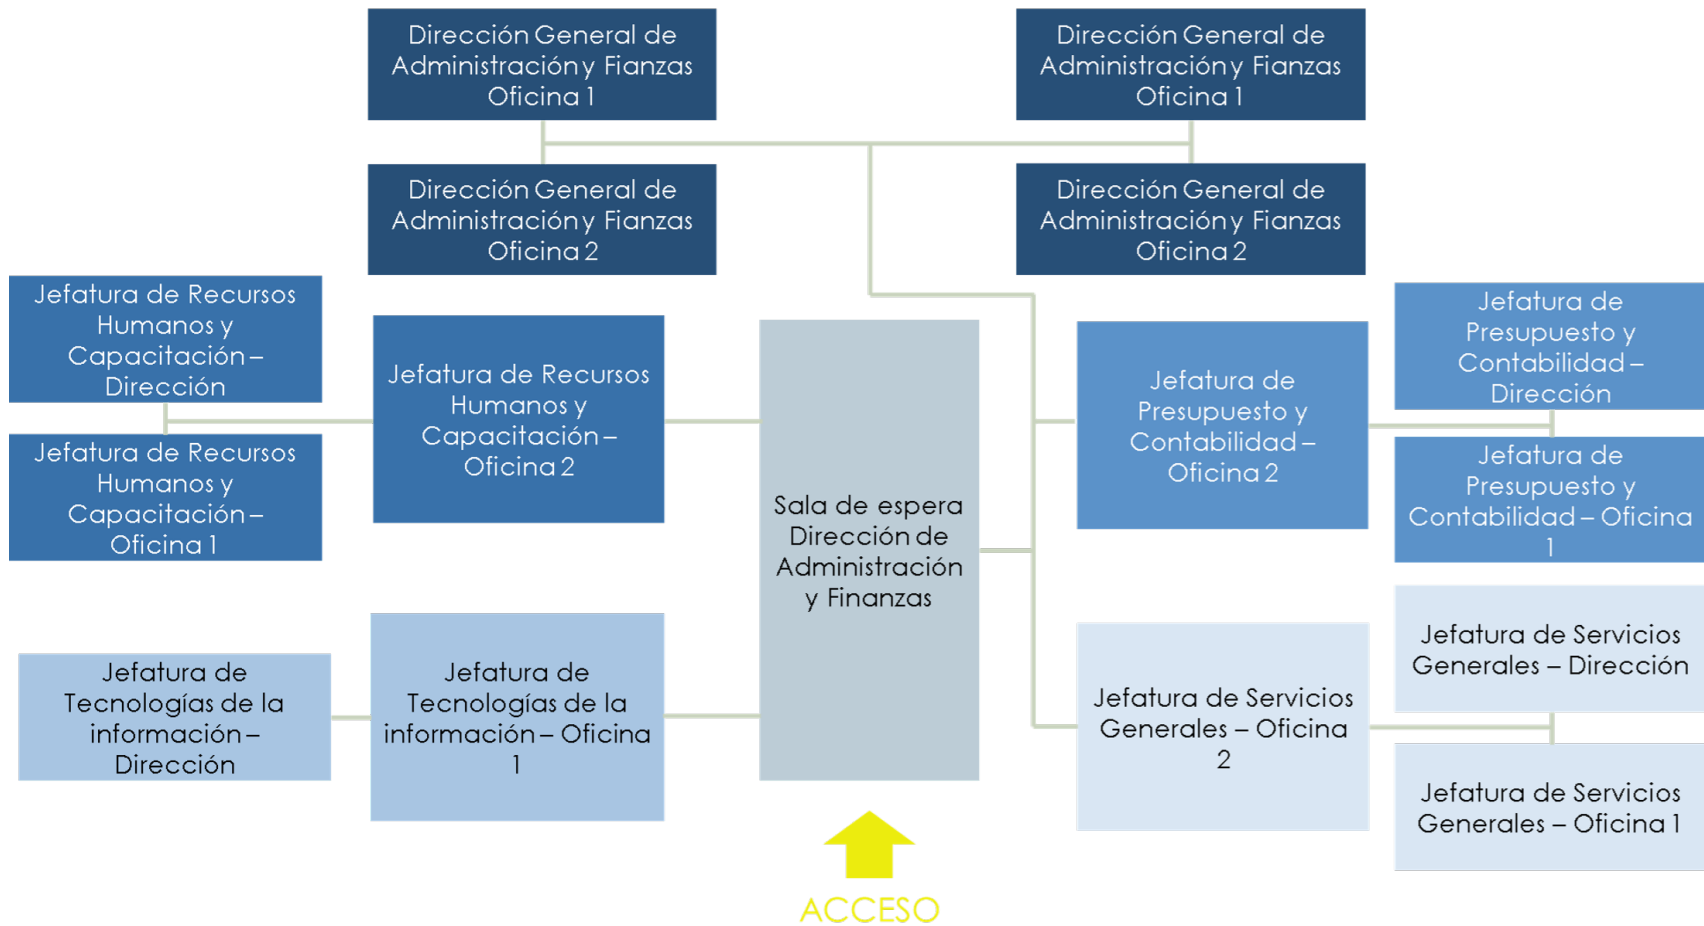 Dirección General de
Administración y Fianzas
Oficina 1
Dirección General de
Administración y Fianzas
Oficina 1
Dirección General de
Administración y Fianzas
Oficina 2
Dirección General de
Administración y Fianzas
Oficina 2
Jefatura de Recursos
Humanos y
Capacitación –
Dirección
Jefatura de Recursos
Humanos y
Capacitación –
Oficina 1
Jefatura de Recursos
Humanos y
Capacitación –
Oficina 2
Sala de espera
Dirección de
Administración
y Finanzas
Jefatura de
Presupuesto y
Contabilidad –
Oficina 2
Jefatura de
Presupuesto y
Contabilidad –
Dirección
Jefatura de
Presupuesto y
Contabilidad – Oficina
1
Jefatura de
Tecnologías de la
información –
Dirección
Jefatura de
Tecnologías de la
información – Oficina
1
Jefatura de Servicios
Generales – Oficina
2
Jefatura de Servicios
Generales – Dirección
Jefatura de Servicios
Generales – Oficina 1
ACCESO